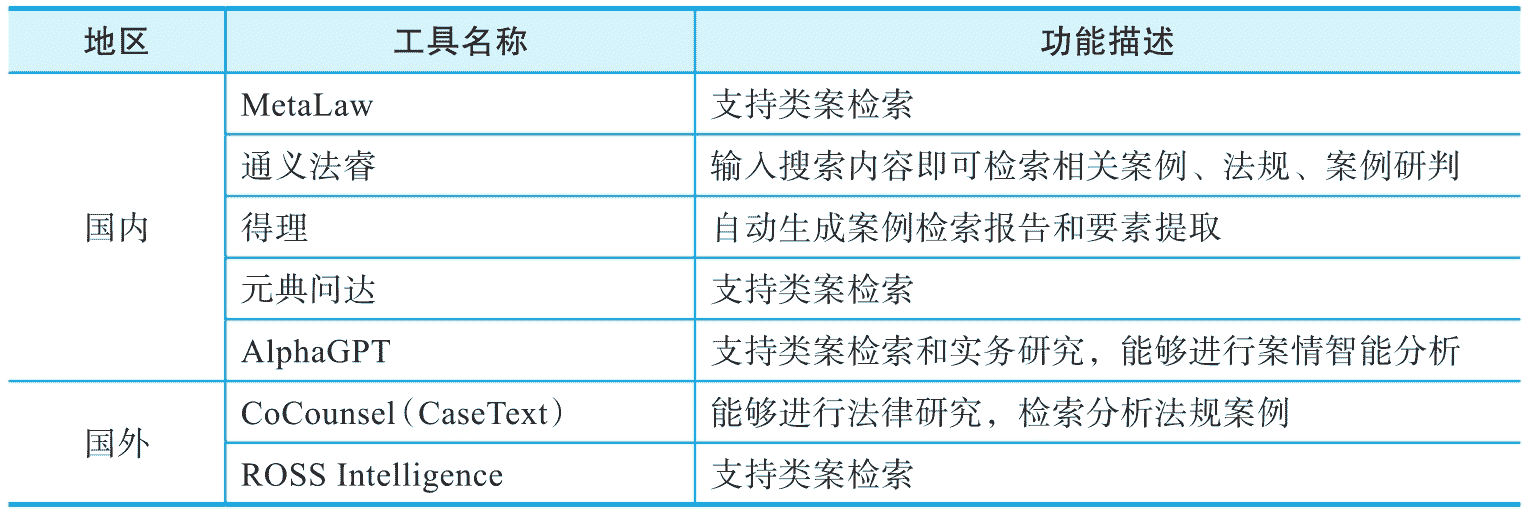 地区 工具名称 功能描述
MetaLaw 支持类案检索
通义法睿 输入搜索内容即可检索相关案例、法规、案例研判
国内 得理 自动生成案例检索报告和要素提取
元典问达 支持类案检索
AlphaGPT 支持类案检索和实务研究，能够进行案情智能分析
国外 CoCounsel（CaseText） 能够进行法律研究，检索分析法规案例
ROSS Intelligence 支持类案检索